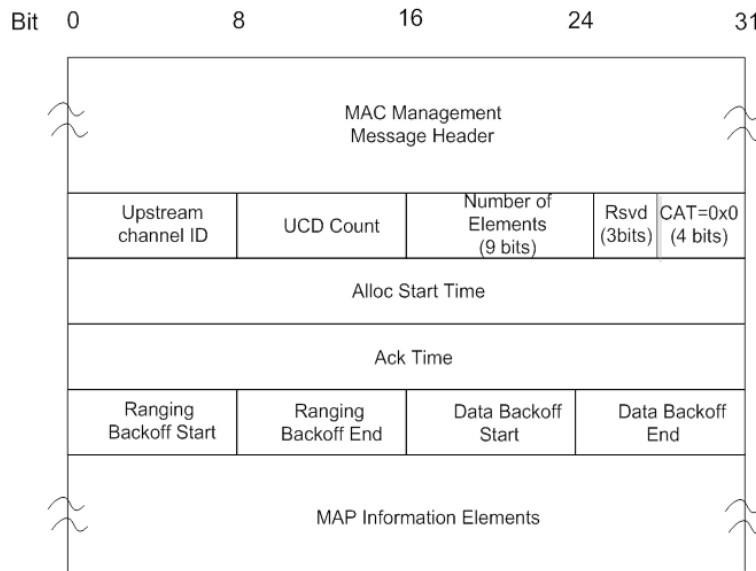 Bit 0 8 16 24 31
MAC Management
Message Header
Upstream
channel ID
UCD Count
Number of
Elements
(9 bits)
Rsvd
(3bits)
CAT=0x0
(4 bits)
Alloc Start Time
Ack Time
Ranging
Backoff Start
Ranging
Backoff End
Data Backoff
Start
Data Backoff
End
MAP Information Elements